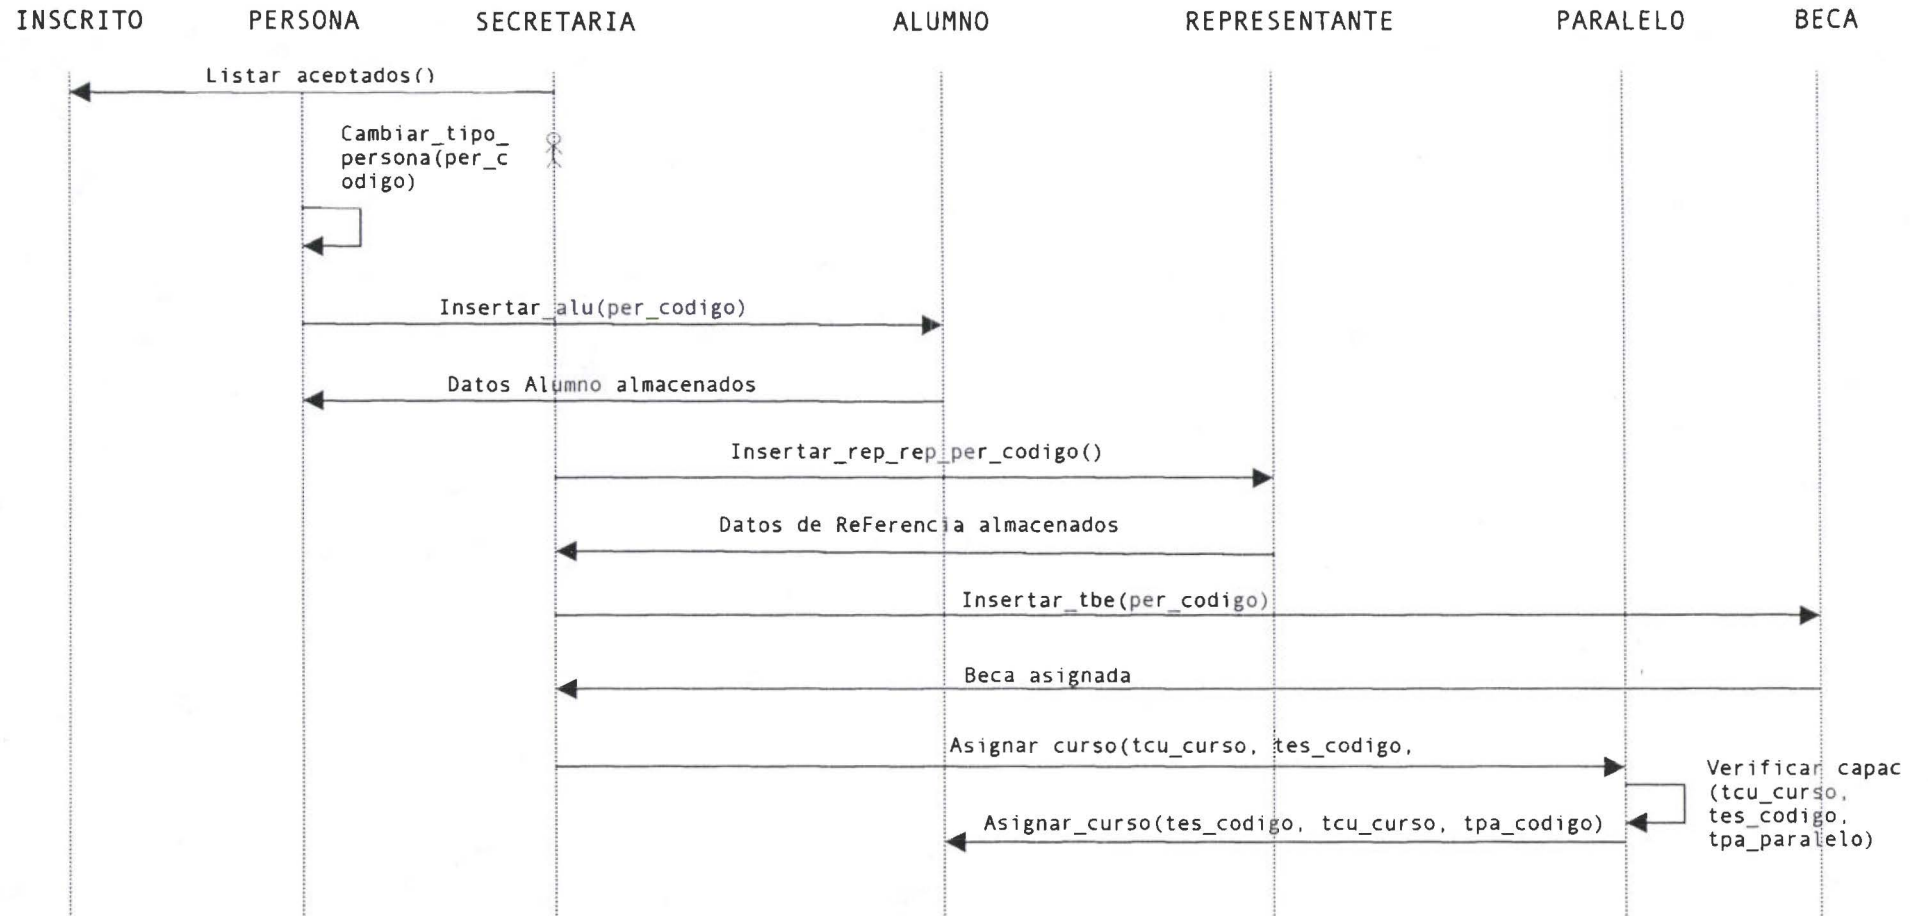 INSCRITO PERSONA SECRETARIA ALUMNO REPRESENTANTE PARALELO BECA
Listar aceptados()
Cambiar_tipo_
persona(per_c
odigo)
Insertar_alu(per_codigo)
Datos Alumno almacenados
Insertar_rep_rep_per_codigo()
Datos de ReFerencia almacenados
Insertar_tbe(per_codigo)
Beca asignada
Asignar curso(tcu_curso, tes_codigo,
Verificar capac
(tcu_curso,
tes_codigo,
tpa_paralelo)
Asignar_curso(tes_codigo, tcu_curso, tpa_codigo)